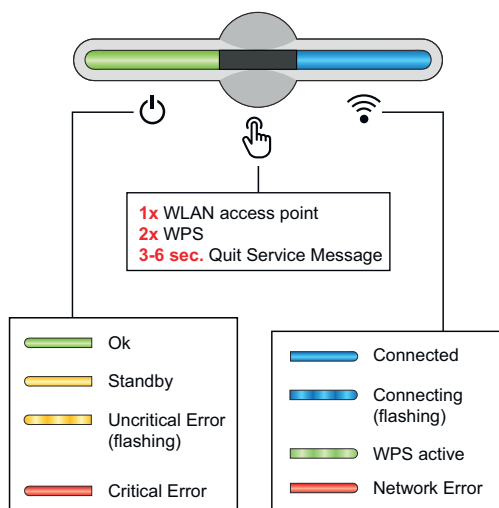 1x WLAN access point
2x WPS
3-6 sec. Quit Service Message
Ok
Standby
Uncritical Error
(flashing)
Critical Error
Connected
Connecting
(flashing)
WPS active
Network Error